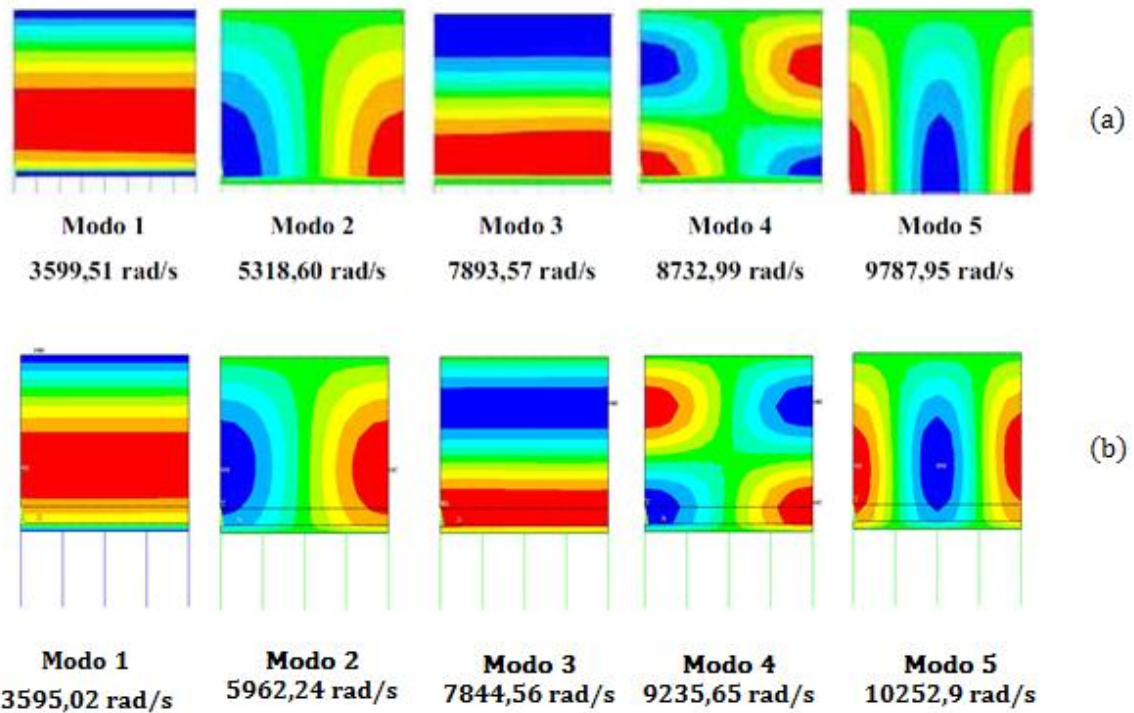 (a)
Modo 1 Modo 2 Modo 3 Modo 4 Modo 5
3599,51 rad/s 5318,60 rad/s 7893,57 rad/s 8732,99 rad/s 9787,95 rad/s
(b)
Modo 1 Modo 2 Modo 3 Modo 4 Modo 5
3595,02 rad/s 5962,24 rad/s 7844,56 rad/s 9235,65 rad/s 10252,9 rad/s